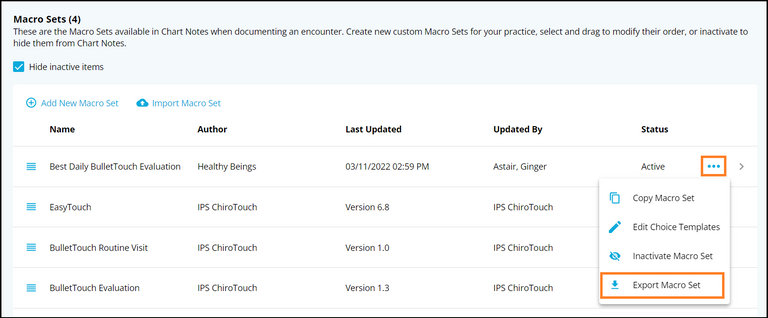 Macro Sets (4)
These are the Macro Sets available in Chart Notes when documenting an encounter. Create new custom Macro Sets for your practice, select and drag to modify their order, or inactivate to
hide them from Chart Notes.
Hide inactive items
Add New Macro Set Import Macro Set
Name Author Last Updated Updated By Status
Best Daily BulletTouch Evaluation Healthy Beings 03/11/2022 02:59 PM Astair, Ginger Active
Copy Macro Set
EasyTouch IPS ChiroTouch Version 6.8 IPS ChiroTouch
Edit Choice Templates
BulletTouch Routine Visit IPS ChiroTouch Version 1.0 IPS ChiroTouch
Inactivate Macro Set
BulletTouch Evaluation IPS ChiroTouch Version 1.3 IPS ChiroTouch
Export Macro Set